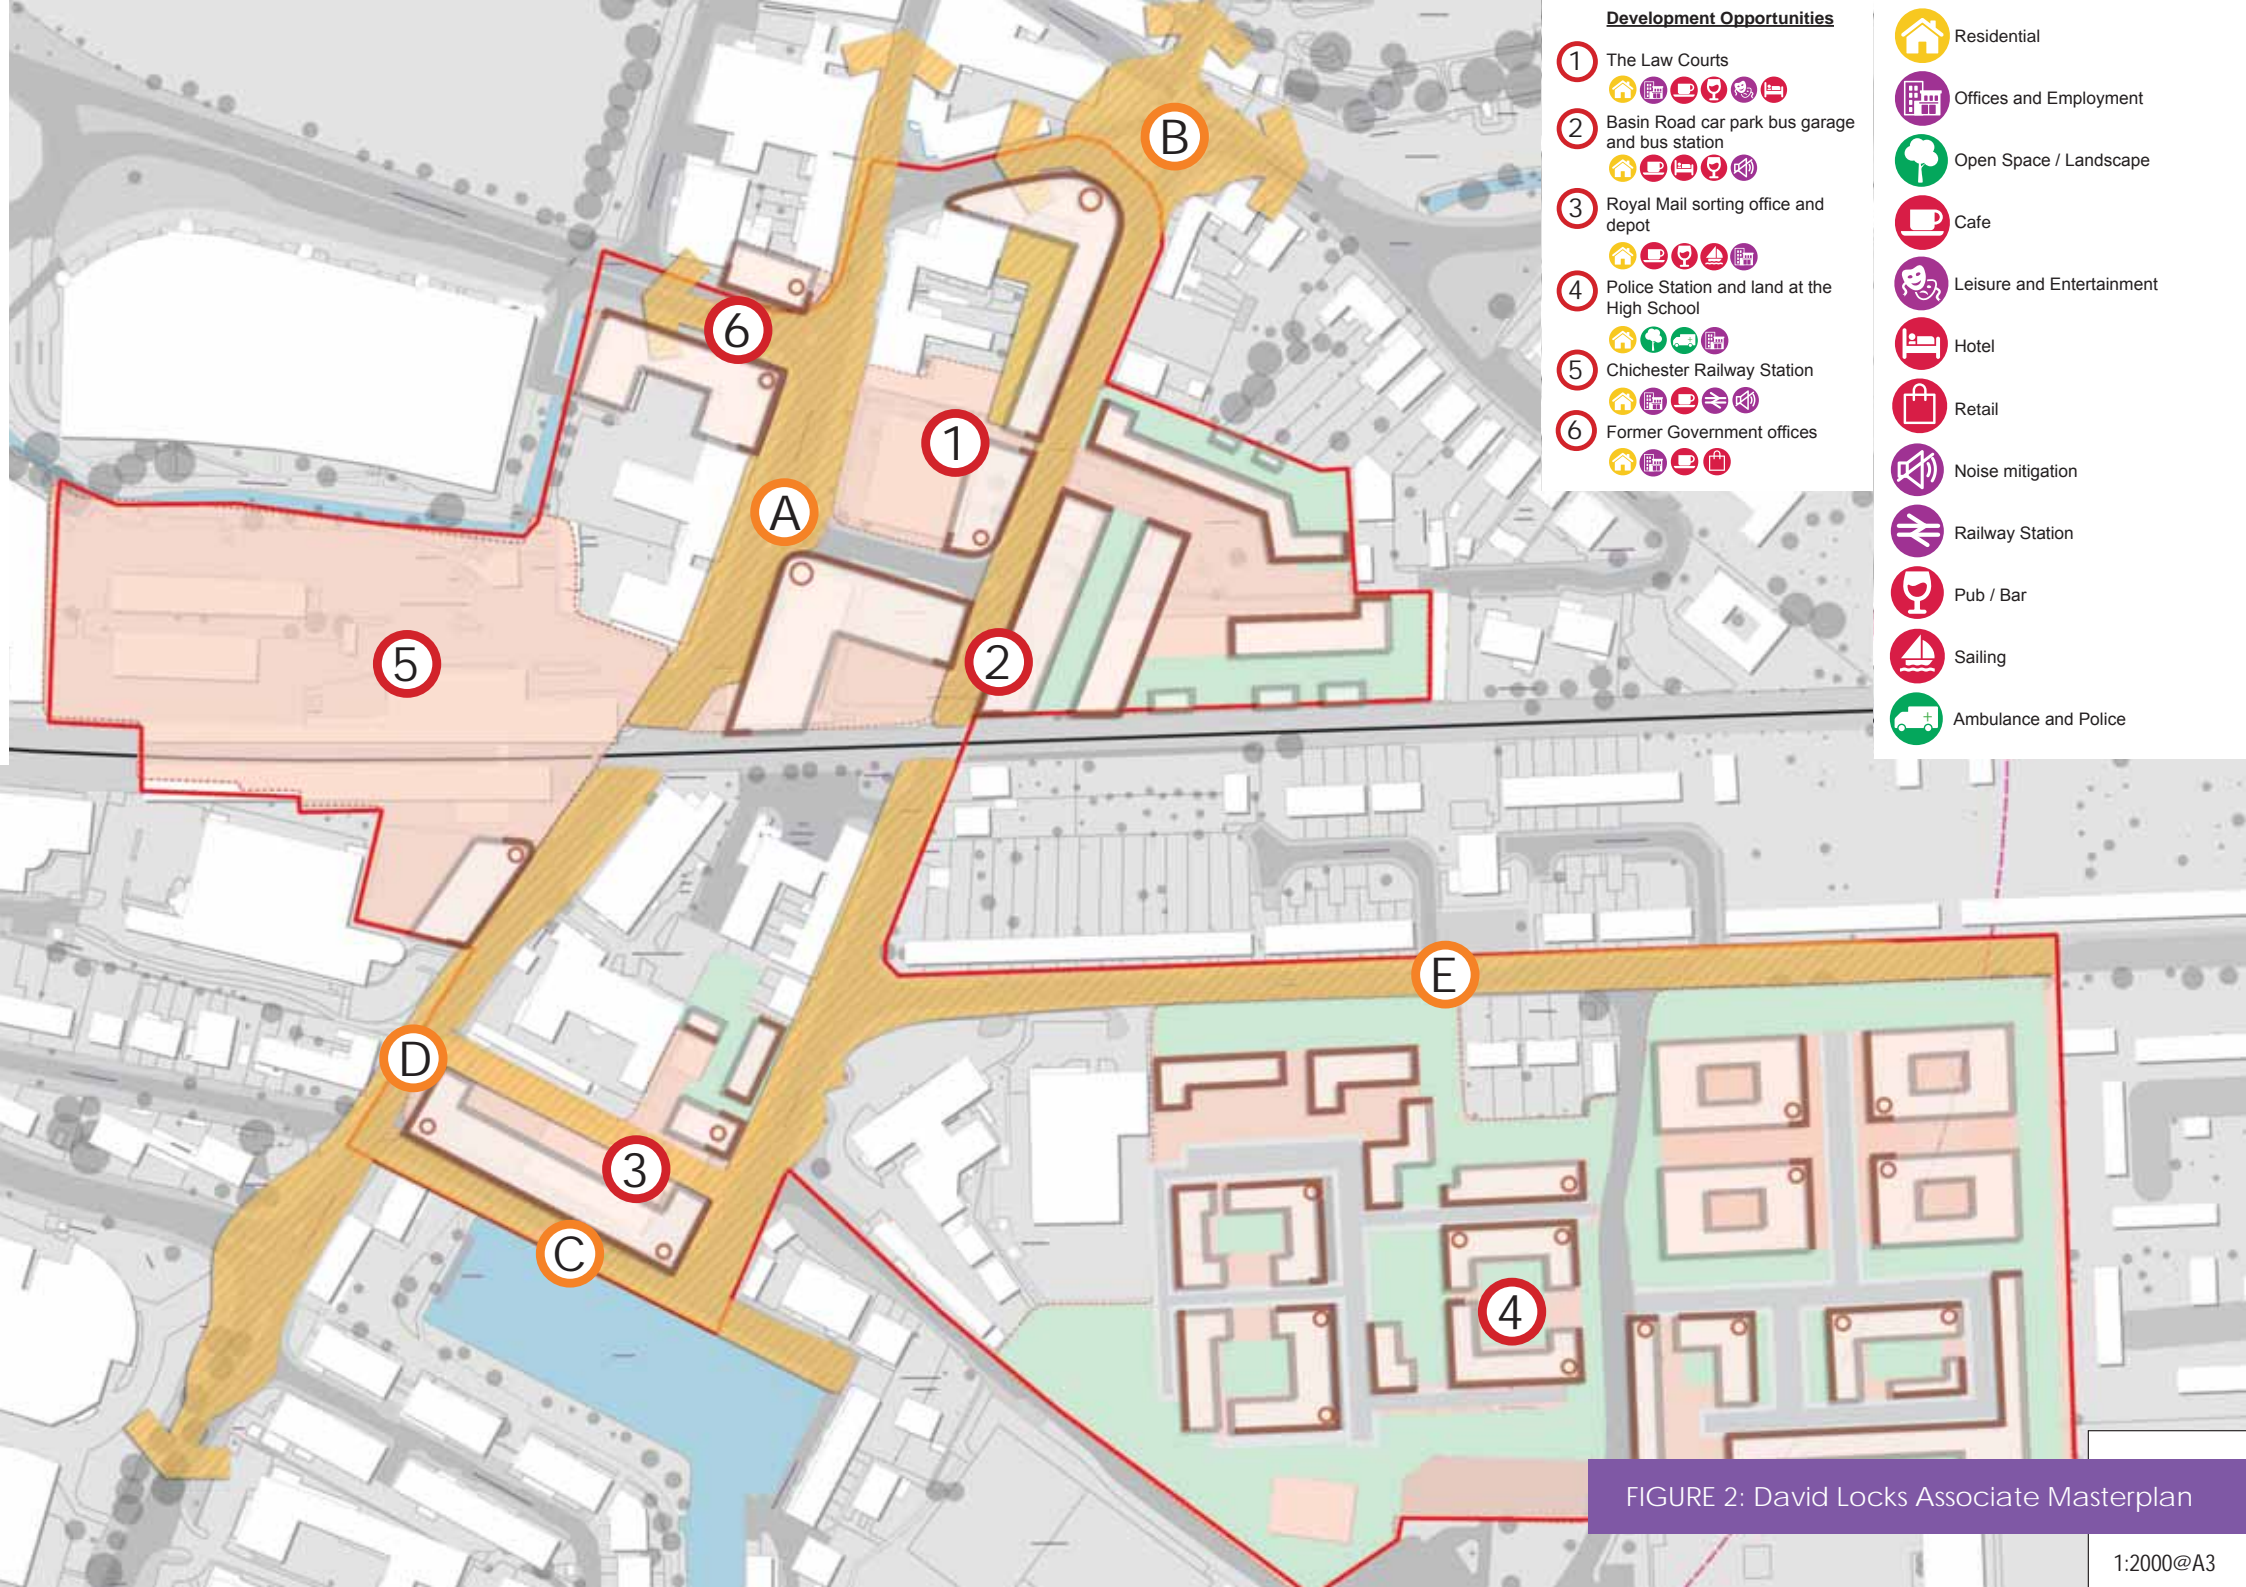 Development Opportunities
1 The Law Courts
2 Basin Road car park bus garage
and bus station
3 Royal Mail sorting office and
depot
4 Police Station and land at the
High School
5 Chichester Railway Station
6 Former Government offices
Residential
Offices and Employment
Open Space / Landscape
Cafe
Leisure and Entertainment
Hotel
Retail
Noise mitigation
Railway Station
Pub / Bar
Sailing
Ambulance and Police
B
6
1
A
5
2
E
D
3
C
4
FIGURE 2: David Locks Associate Masterplan
1:2000@A3